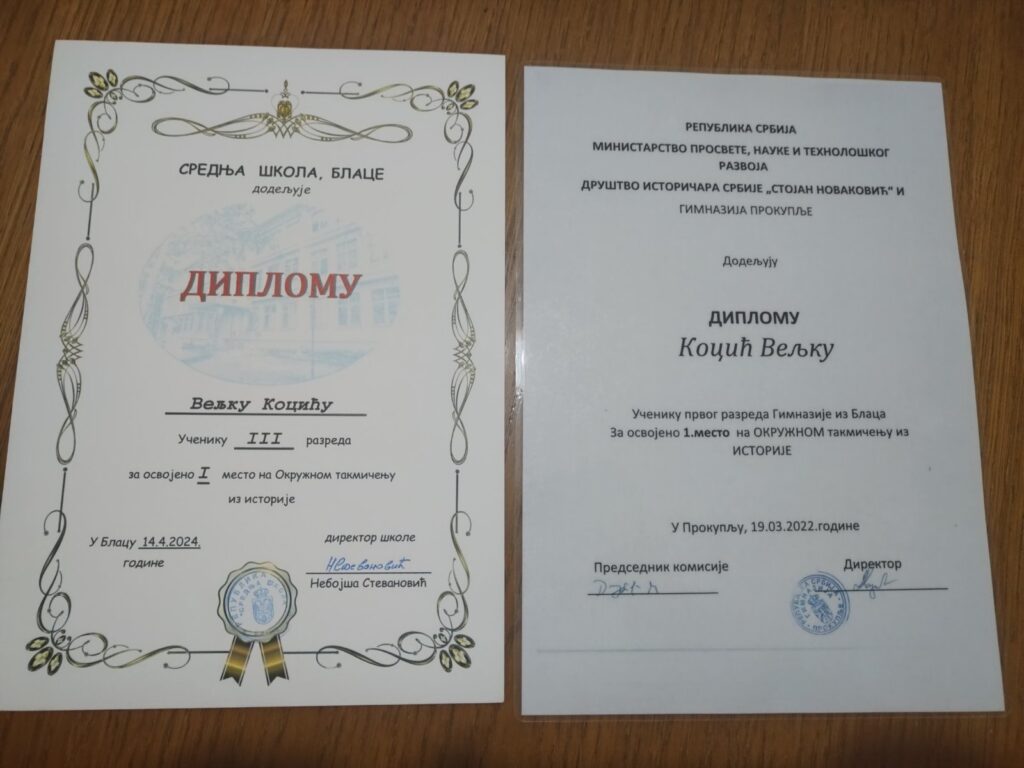 СРЕДЊА ШКОЛА, БЛАЦЕ
додељује
ДИПЛОМУ
Вељку Коцићу
Ученику III разреда
за освојено I место на Окружном такмичењу
из историје
У Блацу 14.4.2024.
године
директор школе
НСтевановић
Небојша Стевановић
РЕПУБЛИКА СРБИЈА
МИНИСТАРСТВО ПРОСВЕТЕ, НАУКЕ И ТЕХНОЛОШКОГ
РАЗВОЈА
ДРУШТВО ИСТОРИЧАРА СРБИЈЕ „СТОЈАН НОВАКОВИЋ“ И
ГИМНАЗИЈА ПРОКУПЉЕ
Додељују
ДИПЛОМУ
Коцић Вељку
Ученику првог разреда Гимназије из Блаца
За освојено 1.место на ОКРУЖНОМ такмичењу из
ИСТОРИЈЕ
У Прокупљу, 19.03.2022.године
Председник комисије
Директор